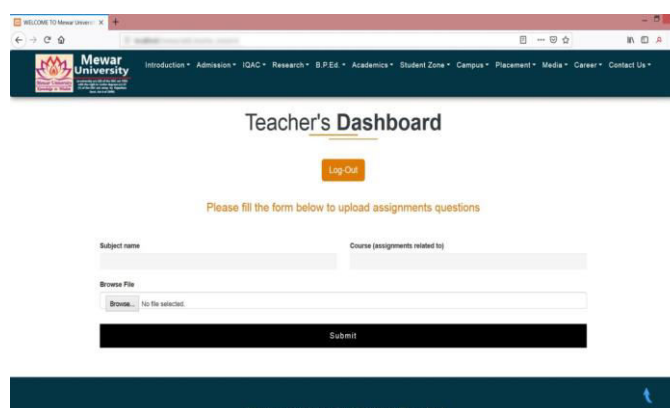 WELCOME TO Mewar Univers
Mewar
University
Introduction Admission IQAC Research B.P.Ed. Academics Student Zone Campus Placement Media Career Contact Us
Teacher's Dashboard
Log-Out
Please fill the form below to upload assignments questions
Subject name
Course (assignments related to)
Browse File
Browse... No file selected.
Submit